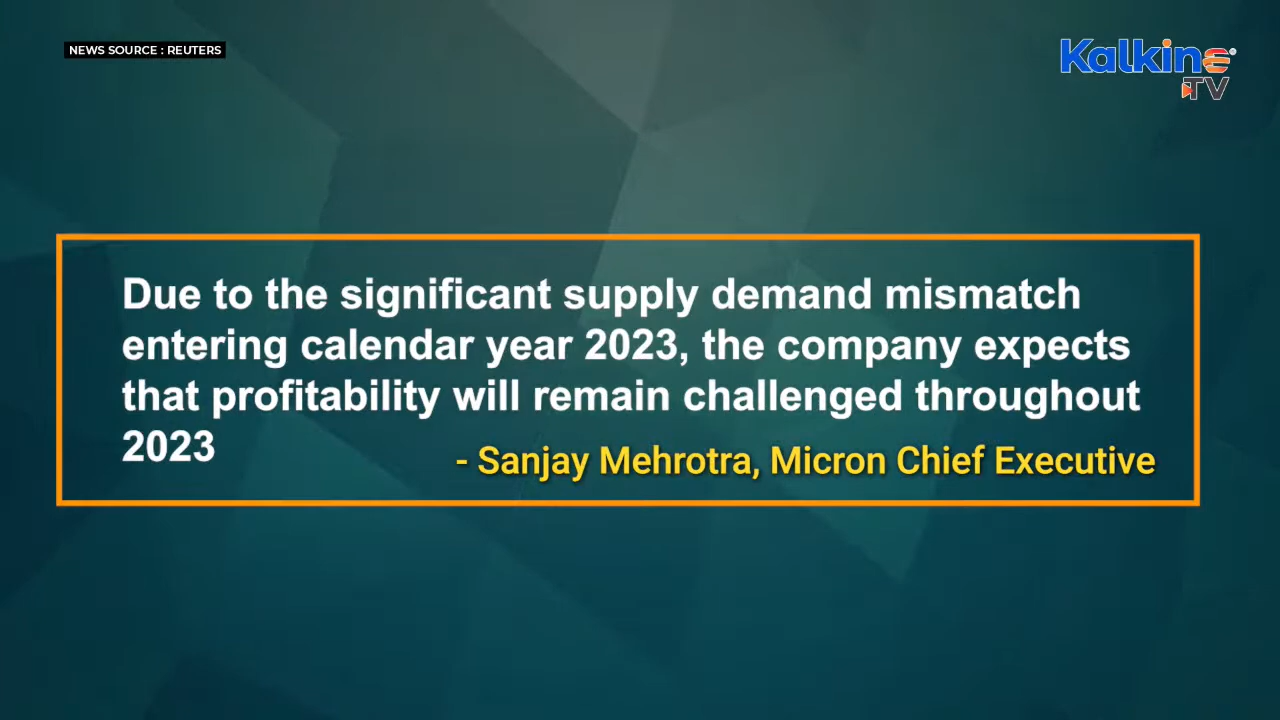 NEWS SOURCE : REUTERS
Kalkine
TV
Due to the significant supply demand mismatch
entering calendar year 2023, the company expects
that profitability will remain challenged throughout
2023
- Sanjay Mehrotra, Micron Chief Executive